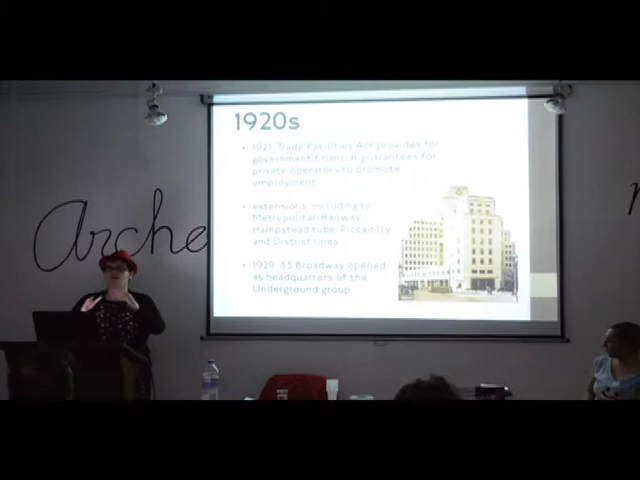 1920s
• 1921 Trade Facilities Act provides for
government financial guarantees for
private operators to promote
employment
• extensions, including to
Metropolitan Railway,
Hampstead tube, Piccadilly
and District lines
• 1929: 55 Broadway opened
as headquarters of the
Underground group.
arche